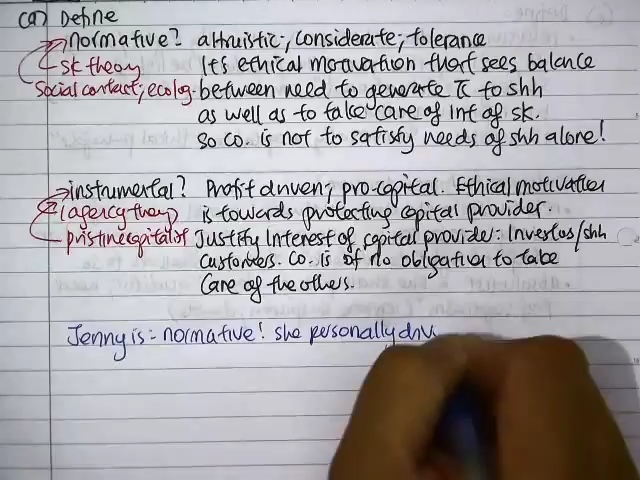 (a) Define
normative? altruistic, considerate, tolerance
sk theory It's ethical motivation that sees balance
Social contact; ecolog. between need to generate π to shh
as well as to take care of int of sk.
so co. is not to satisfy needs of shh alone!
instrumental? Profit driven, pro-capital. Ethical motivation
agency theory is towards protecting capital provider.
pristine capitalist Justify Interest of capital provider: Investors/shh
customers. Co. is of no obligation to take
care of the others.
Jenny is = normative! she personally driv